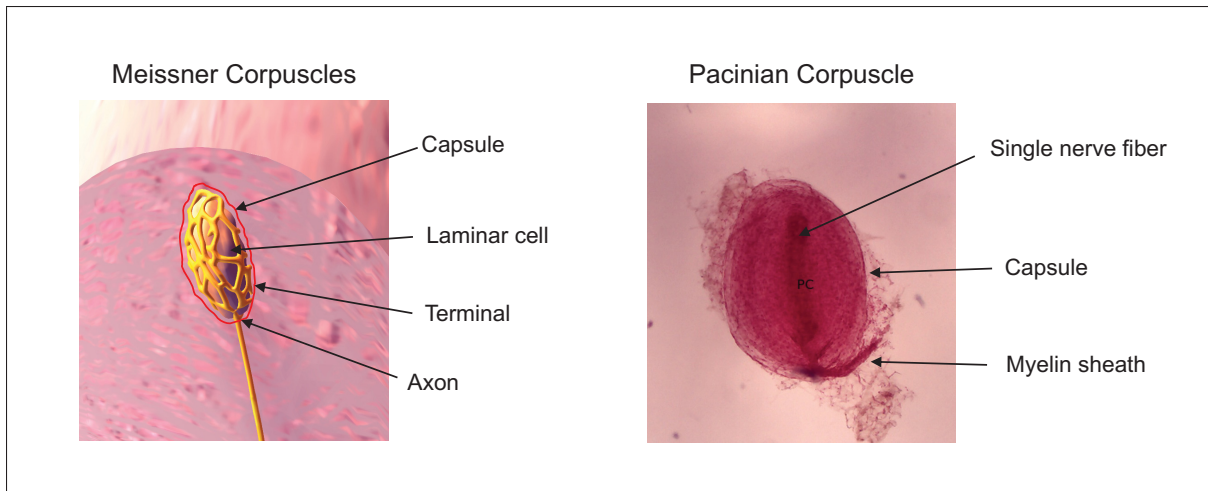 Meissner Corpuscles
Capsule
Laminar cell
Terminal
Axon
Pacinian Corpuscle
Single nerve fiber
PC
Capsule
Myelin sheath